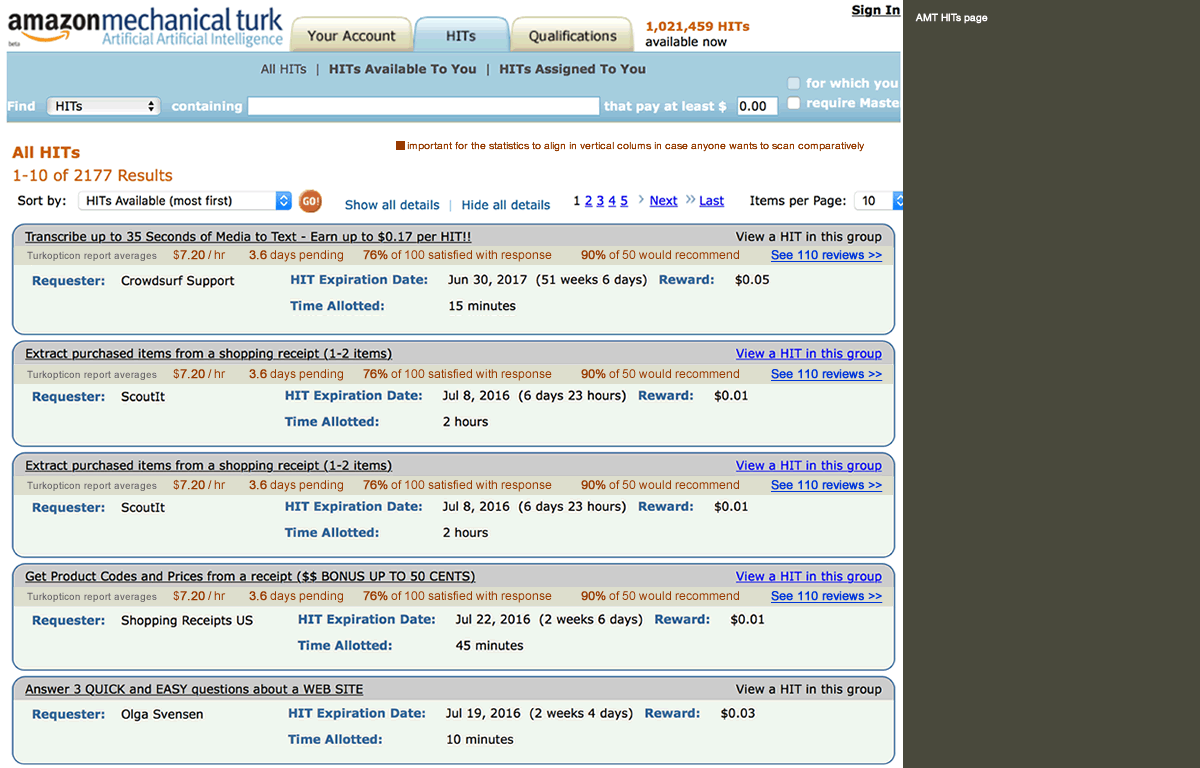 Sign In
AMT HITs page
amazonmechanical turk
beta
Artificial Artificial Intelligence
Your Account HITs Qualifications
1,021,459 HITs
available now
All HITs | HITs Available To You | HITs Assigned To You
for which you
Find HITs containing that pay at least $ 0.00 require Maste
important for the statistics to align in vertical colums in case anyone wants to scan comparatively
All HITs
1-10 of 2177 Results
Sort by: HITs Available (most first) GO! Show all details | Hide all details 1 2 3 4 5 › Next » Last Items per Page: 10
Transcribe up to 35 Seconds of Media to Text - Earn up to $0.17 per HIT!! View a HIT in this group
Turkopticon report averages $7.20 / hr 3.6 days pending 76% of 100 satisfied with response 90% of 50 would recommend See 110 reviews >>
Requester: Crowdsurf Support HIT Expiration Date: Jun 30, 2017 (51 weeks 6 days) Reward: $0.05
Time Allotted: 15 minutes
Extract purchased items from a shopping receipt (1-2 items) View a HIT in this group
Turkopticon report averages $7.20 / hr 3.6 days pending 76% of 100 satisfied with response 90% of 50 would recommend See 110 reviews >>
Requester: ScoutIt HIT Expiration Date: Jul 8, 2016 (6 days 23 hours) Reward: $0.01
Time Allotted: 2 hours
Extract purchased items from a shopping receipt (1-2 items) View a HIT in this group
Turkopticon report averages $7.20 / hr 3.6 days pending 76% of 100 satisfied with response 90% of 50 would recommend See 110 reviews >>
Requester: ScoutIt HIT Expiration Date: Jul 8, 2016 (6 days 23 hours) Reward: $0.01
Time Allotted: 2 hours
Get Product Codes and Prices from a receipt ($$ BONUS UP TO 50 CENTS) View a HIT in this group
Turkopticon report averages $7.20 / hr 3.6 days pending 76% of 100 satisfied with response 90% of 50 would recommend See 110 reviews >>
Requester: Shopping Receipts US HIT Expiration Date: Jul 22, 2016 (2 weeks 6 days) Reward: $0.01
Time Allotted: 45 minutes
Answer 3 QUICK and EASY questions about a WEB SITE View a HIT in this group
Requester: Olga Svensen HIT Expiration Date: Jul 19, 2016 (2 weeks 4 days) Reward: $0.03
Time Allotted: 10 minutes